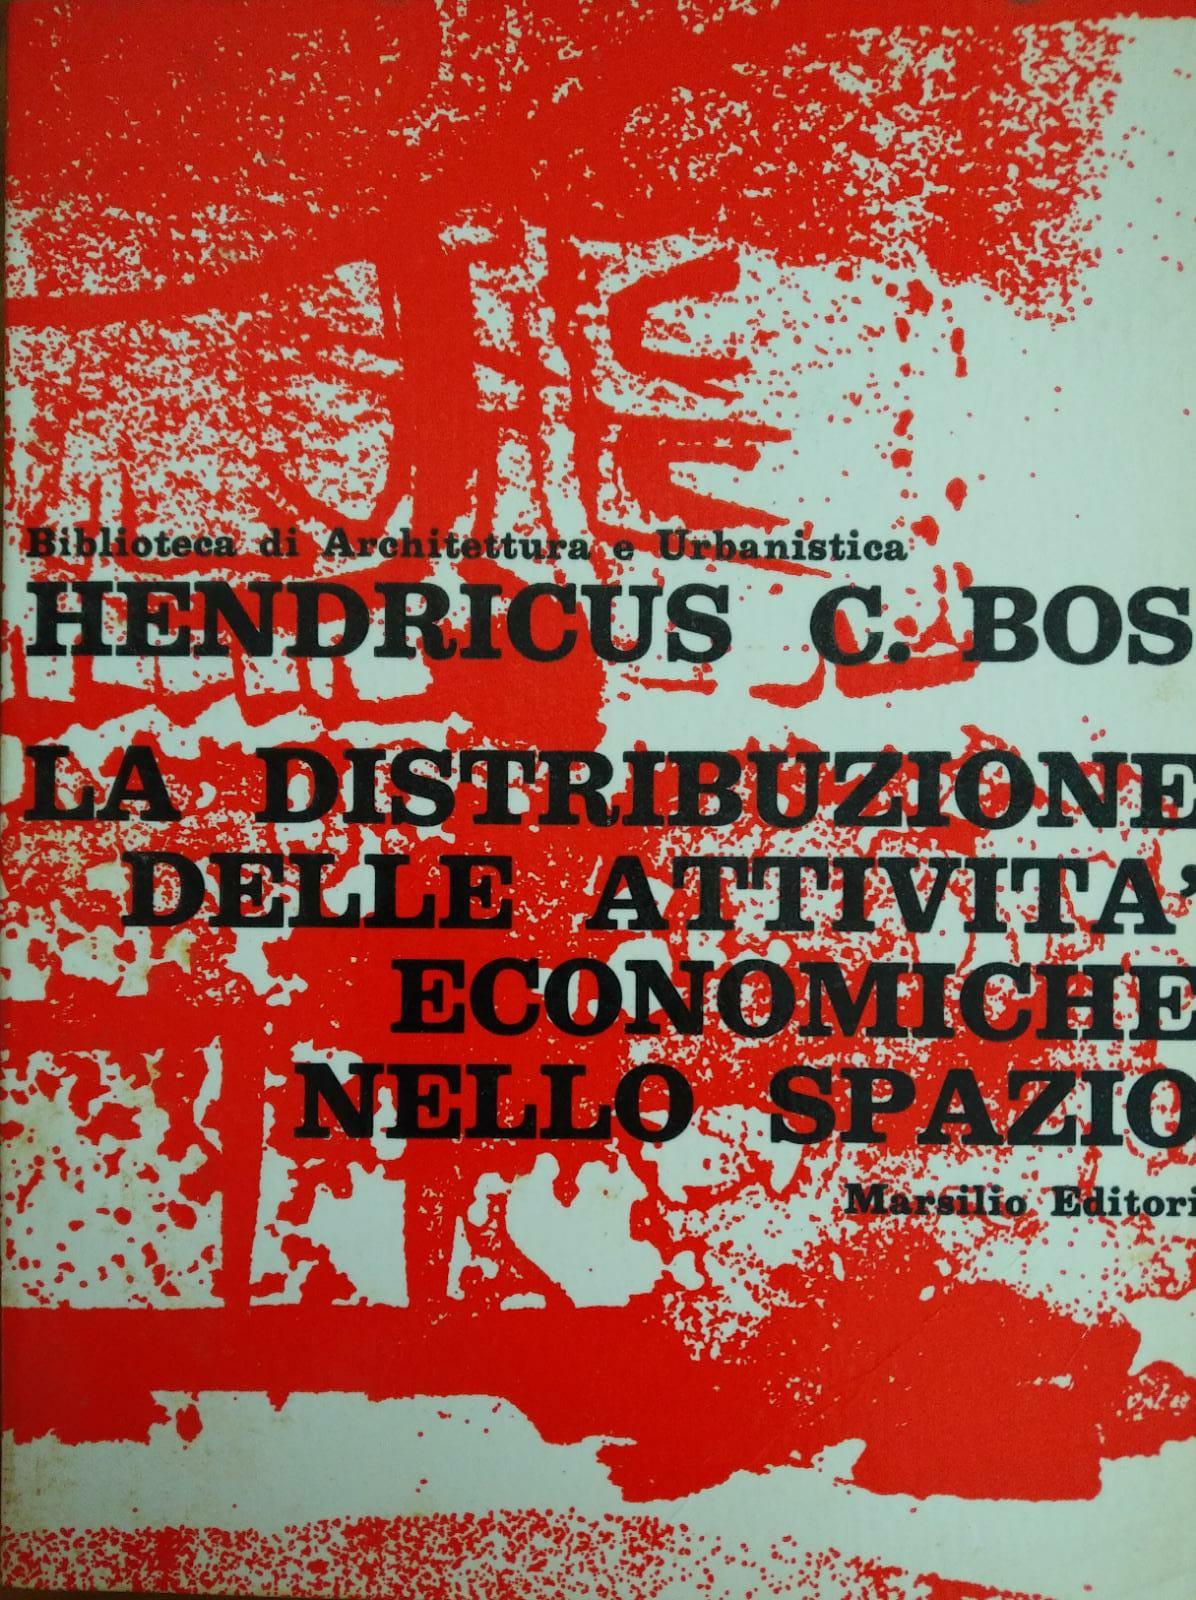 Biblioteca di Architettura e Urbanistica
HENDRICUS C. BOS
LA DISTRIBUZIONE
DELLE ATTIVITA'
ECONOMICHE
NELLO SPAZIO
Marsilio Editori